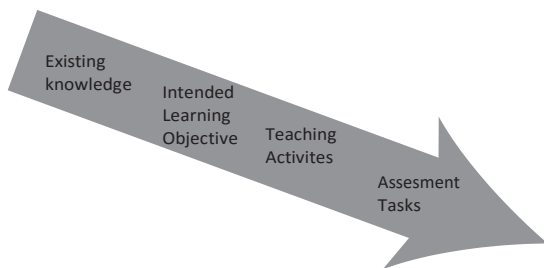 Existing
knowledge
Intended
Learning
Objective
Teaching
Activites
Assesment
Tasks